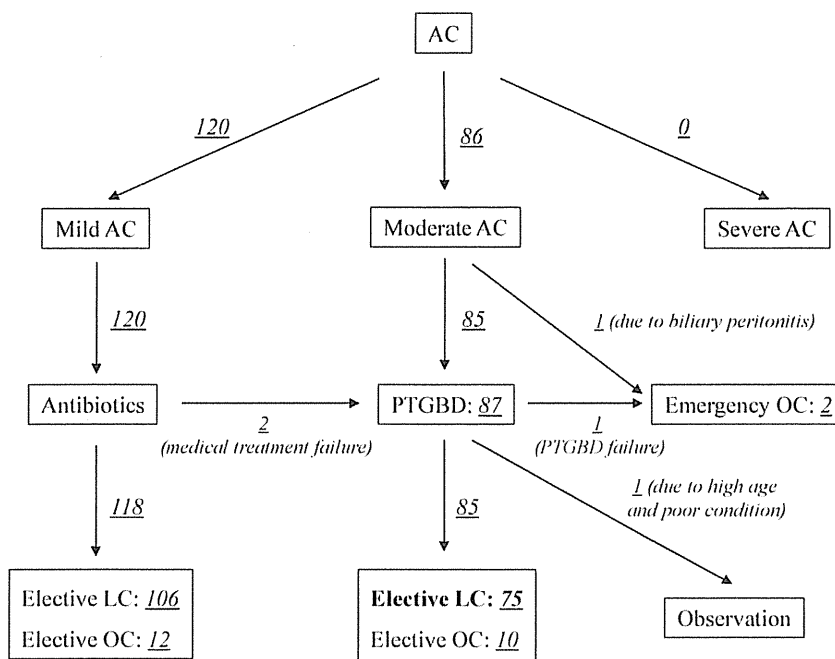 AC
120
86
0
Mild AC
Moderate AC
Severe AC
120
85
1 (due to biliary peritonitis)
Antibiotics
PTGBD: 87
Emergency OC: 2
2
(medical treatment failure)
1
(PTGBD failure)
118
85
1 (due to high age
and poor condition)
Elective LC: 106
Elective OC: 12
Elective LC: 75
Elective OC: 10
Observation